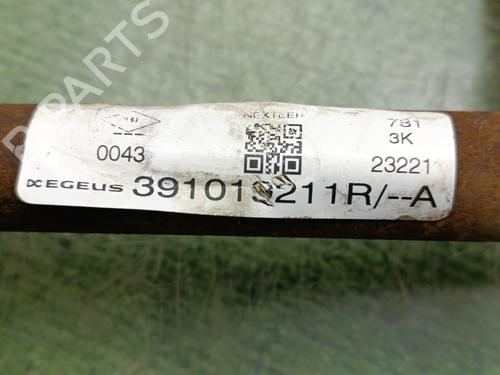 B-PARTS
NEXTEER
781
0043
3K
23221
EGEUS 391019211R/--A